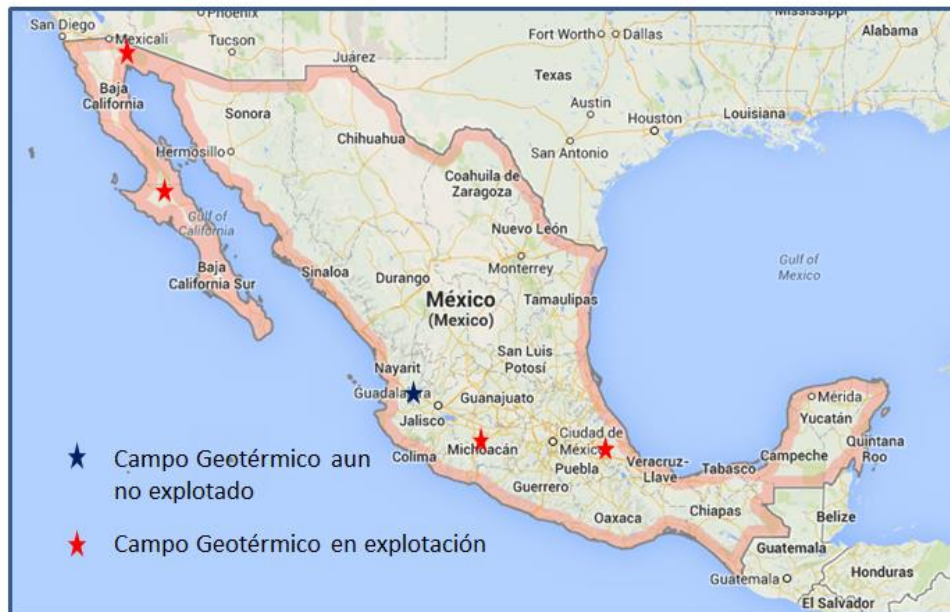 San Diego
Mexicali
Phoenix
Tucson
Fort Worth
Dallas
Mississippi
Alabama
Juárez
Texas
Baja
California
Sonora
Austin
Houston
Louisiana
San Antonio
Hermosillo
Chihuahua
Coahuila de
Zaragoza
Gulf of
California
Nuevo León
Monterrey
Gulf of
Mexico
Baja
California Sur
Sinaloa
Durango
México
(Mexico)
Tamaulipas
San Luis
Potosí
Nayarit
Guadalajara
Guanajuato
Jalisco
Mérida
Yucatán
Quintana
Roo
Campeche
Colima
Michoacán
Ciudad de
México
Puebla
Veracruz-
Llave
Tabasco
Guerrero
Oaxaca
Chiapas
Belize
Guatemala
Guatemala
Honduras
El Salvador
Campo Geotérmico aun
no explotado
Campo Geotérmico en explotación